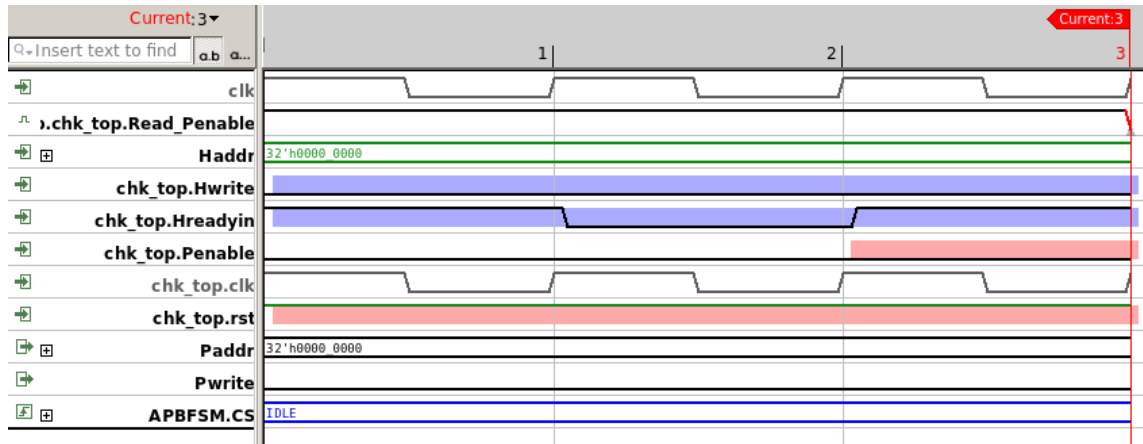 Current:3
Current:3
Insert text to find a.b a...
1 2 3
clk
).chk_top.Read_Penable
Haddr 32'h0000_0000
chk_top.Hwrite
chk_top.Hreadyin
chk_top.Penable
chk_top.clk
chk_top.rst
Paddr 32'h0000_0000
Pwrite
APBFSM.CS IDLE